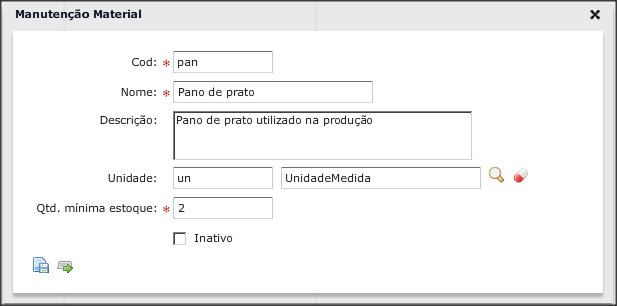 Manutenção Material
Cod: * pan
Nome: * Pano de prato
Descrição: Pano de prato utilizado na produção
Unidade: un UnidadeMedida
Qtd. mínima estoque: * 2
Inativo